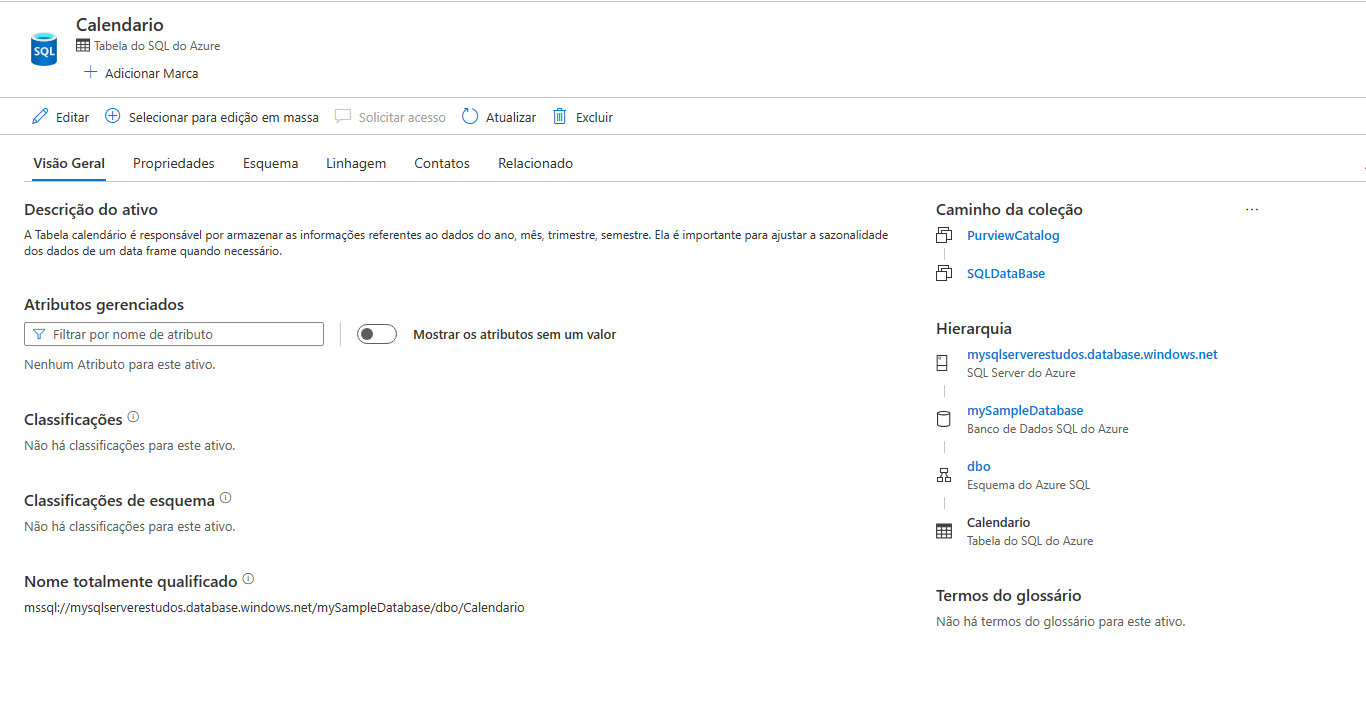 Calendario
SQL
Tabela do SQL do Azure
Adicionar Marca
Editar
Selecionar para edição em massa
Solicitar acesso
Atualizar
Excluir
Visão Geral
Propriedades
Esquema
Linhagem
Contatos
Relacionado
Descrição do ativo
A Tabela calendário é responsável por armazenar as informações referentes ao dados do ano, mês, trimestre, semestre. Ela é importante para ajustar a sazonalidade
dos dados de um data frame quando necessário.
Atributos gerenciados
Filtrar por nome de atributo
Mostrar os atributos sem um valor
Nenhum Atributo para este ativo.
Classificações
Não há classificações para este ativo.
Classificações de esquema
Não há classificações para este ativo.
Nome totalmente qualificado
mssql://mysqlserverestudos.database.windows.net/mySampleDatabase/dbo/Calendario
Caminho da coleção
PurviewCatalog
SQLDataBase
Hierarquia
mysqlserverestudos.database.windows.net
SQL Server do Azure
mySampleDatabase
Banco de Dados SQL do Azure
dbo
Esquema do Azure SQL
Calendario
Tabela do SQL do Azure
Termos do glossário
Não há termos do glossário para este ativo.